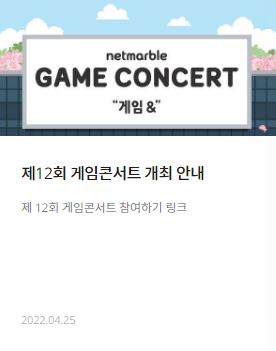 netmarble
GAME CONCERT
“게임 &”
제12회 게임콘서트 개최 안내
제 12회 게임콘서트 참여하기 링크
2022.04.25